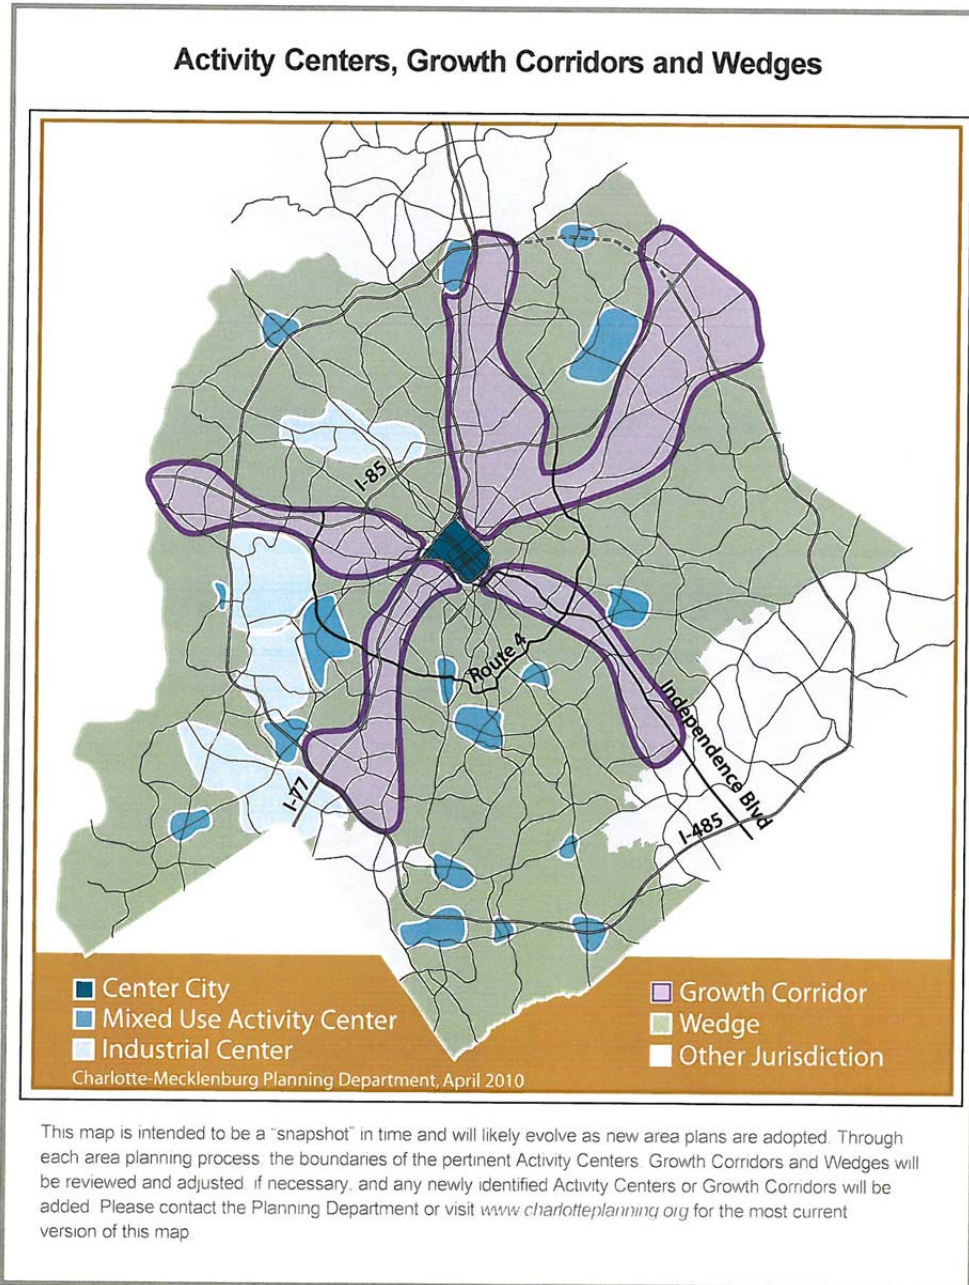 Activity Centers, Growth Corridors and Wedges
I-85
Route 4
Independence Blvd
I-77
I-485
Center City
Mixed Use Activity Center
Industrial Center
Charlotte-Mecklenburg Planning Department, April 2010
Growth Corridor
Wedge
Other Jurisdiction
This map is intended to be a "snapshot" in time and will likely evolve as new area plans are adopted. Through
each area planning process, the boundaries of the pertinent Activity Centers, Growth Corridors and Wedges will
be reviewed and adjusted, if necessary, and any newly identified Activity Centers or Growth Corridors will be
added. Please contact the Planning Department or visit www.charlotteplanning.org for the most current
version of this map.